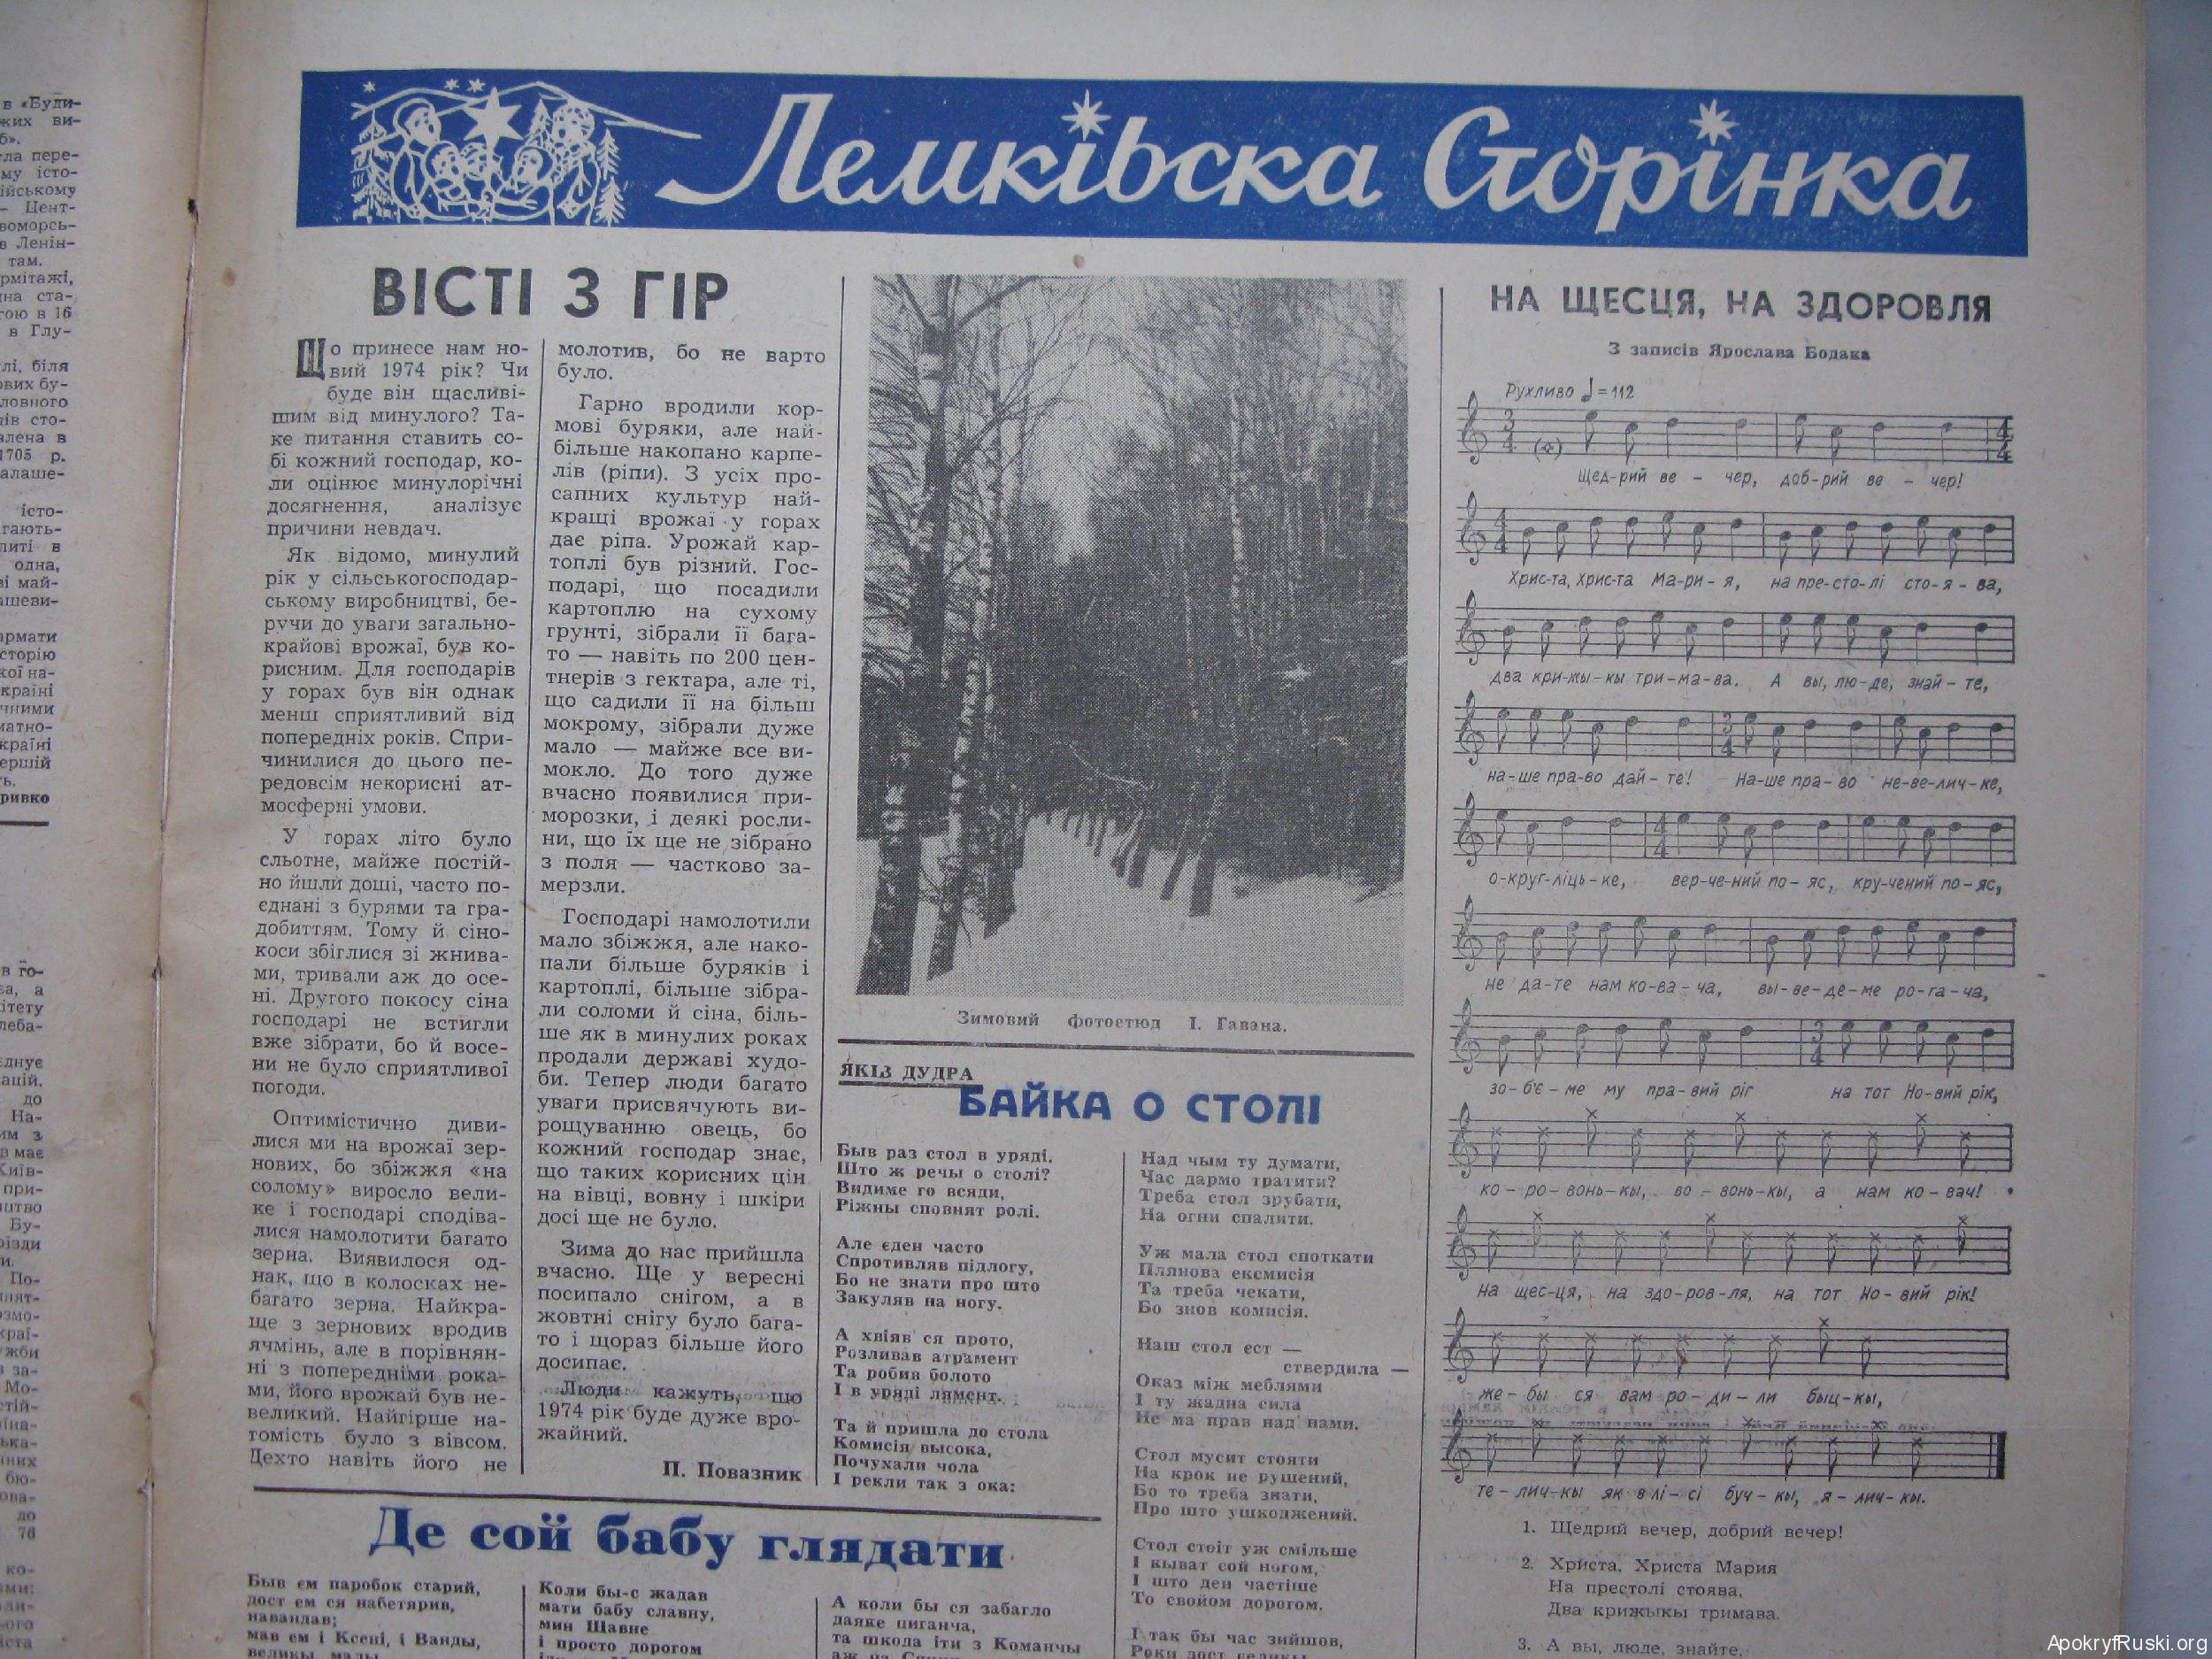 Лемківска Сторінка
ВІСТІ З ГІР
Що принесе нам но-
вий 1974 рік? Чи
буде він щасливі-
шим від минулого? Та-
ке питання ставить со-
бі кожний господар, ко-
ли оцінює минулорічні
досягнення, аналізує
причини невдач.
Як відомо, минулий
рік у сільськогосподар-
ському виробництві, бе-
ручи до уваги загально-
крайові врожаї, був ко-
рисним. Для господарів
у горах був він однак
менш сприятливий від
попередніх років. Спри-
чинилися до цього пе-
редовсім некорисні ат-
мосферні умови.
У горах літо було
сльотне, майже постій-
но йшли дощі, часто по-
єднані з бурями та гра-
добиттям. Тому й сіно-
коси збіглися зі жнива-
ми, тривали аж до осе-
ні. Другого покосу сіна
господарі не встигли
вже зібрати, бо й восе-
ни не було сприятливої
погоди.
Оптимістично диви-
лися ми на врожаї зер-
нових, бо збіжжя «на
солому» виросло вели-
ке і господарі сподіва-
лися намолотити багато
зерна. Виявилося од-
нак, що в колосках не-
багато зерна. Найкра-
ще з зернових вродив
ячмінь, але в порівнян-
ні з попередніми рока-
ми, його врожай був не-
великий. Найгірше на-
томість було з вівсом.
Дехто навіть його не
молотив, бо не варто
було.
Гарно вродили кор-
мові буряки, але най-
більше накопано карпе-
лів (ріпи). З усіх про-
сапних культур най-
кращі врожаї у горах
дає ріпа. Урожай кар-
топлі був різний. Гос-
подарі, що посадили
картоплю на сухому
грунті, зібрали її бага-
то — навіть по 200 цен-
тнерів з гектара, але ті,
що садили її на більш
мокрому, зібрали дуже
мало — майже все ви-
мокло. До того дуже
вчасно появилися при-
морозки, і деякі росли-
ни, що їх ще не зібрано
з поля — частково за-
мерзли.
Господарі намолотили
мало збіжжя, але нако-
пали більше буряків і
картоплі, більше зібра-
ли соломи й сіна, біль-
ше як в минулих роках
продали державі худо-
би. Тепер люди багато
уваги присвячують ви-
рощуванню овець, бо
кожний господар знає,
що таких корисних цін
на вівці, вовну і шкіри
досі ще не було.
Зима до нас прийшла
вчасно. Ще у вересні
посипало снігом, а в
жовтні снігу було бага-
то і щораз більше його
досипає.
Люди кажуть, що
1974 рік буде дуже вро-
жайний.
П. Повазник
Зимовий фотоетюд І. Гавана.
ЯКІЗ ДУДРА
БАЙКА О СТОЛІ
Быв раз стол в уряді.
Што ж речы о столі?
Видиме го всяди,
Ріжны сповнят ролі.
Але єден часто
Спротивляв підлогу,
Бо не знати про што
Закуляв на ногу.
А хвіяв ся прото,
Розливав атрамент
Та робив болото
І в уряді лямент.
Та й пришла до стола
Комисія высока,
Почухали чола
І рекли так з ока:
Над чым ту думати,
Час дармо тратити?
Треба стол зрубати,
На огни спалити.
Уж мала стол споткати
Плянова ексмисія
Та треба чекати,
Бо знов комисія.
Наш стол єст —
ствердила —
Оказ між меблями
І ту жадна сила
Не ма прав над нами.
Стол мусит стояти
На крок не рушений,
Бо то треба знати,
Про што ушкоджений.
Стол стоіт уж смільше
І кыват сой ногом,
І што ден частіше
То свойом дорогом.
І так бы час зийшов,
Роки дост великы
НА ЩЕСЦЯ, НА ЗДОРОВЛЯ
З записів Ярослава Бодака
Рухливо ♩=112
Щед-рий ве - чер, доб-рий ве - чер!
Хрис-та, Хрис-та Ма-ри-я, на пре-сто-лі сто-я-ва,
два кри-жы-кы три-ма-ва. А вы, лю-де, знай-те,
на-ше пра-во дай-те! На-ше пра-во не-ве-лич-ке,
о-круг-ліць-ке, вер-че-ний по-яс, кру-чений по-яс,
не да-те нам ко-ва-ча, вы-ве-де-ме ро-га-ча,
зо-б'є-ме му пра-вий ріг на тот Но-вий рік,
ко-ро-вонь-кы, во-вонь-кы, а нам ко-вач!
На щес-ця, на здо-ров-ля, на тот Но-вий рік!
же-бы ся вам ро-ди-ли быц-кы,
те-лич-кы як в лі-сі буч-кы, я-лич-кы.
1. Щедрий вечер, добрий вечер!
2. Христа, Христа Мария
На престолі стоява.
Два крижыкы тримава.
3. А вы, люде, знайте.
Де сой бабу глядати
Быв єм паробок старий,
дост єм ся набетярив,
навандав;
мав єм і Ксені, і Ванды,
великы, малы
Коли бы-с жадав
мати бабу славну,
мин Щавне
і просто дорогом
А коли бы ся забагло
даяке циганча,
та шкода іти з Команчы
ApokryfRuski.org